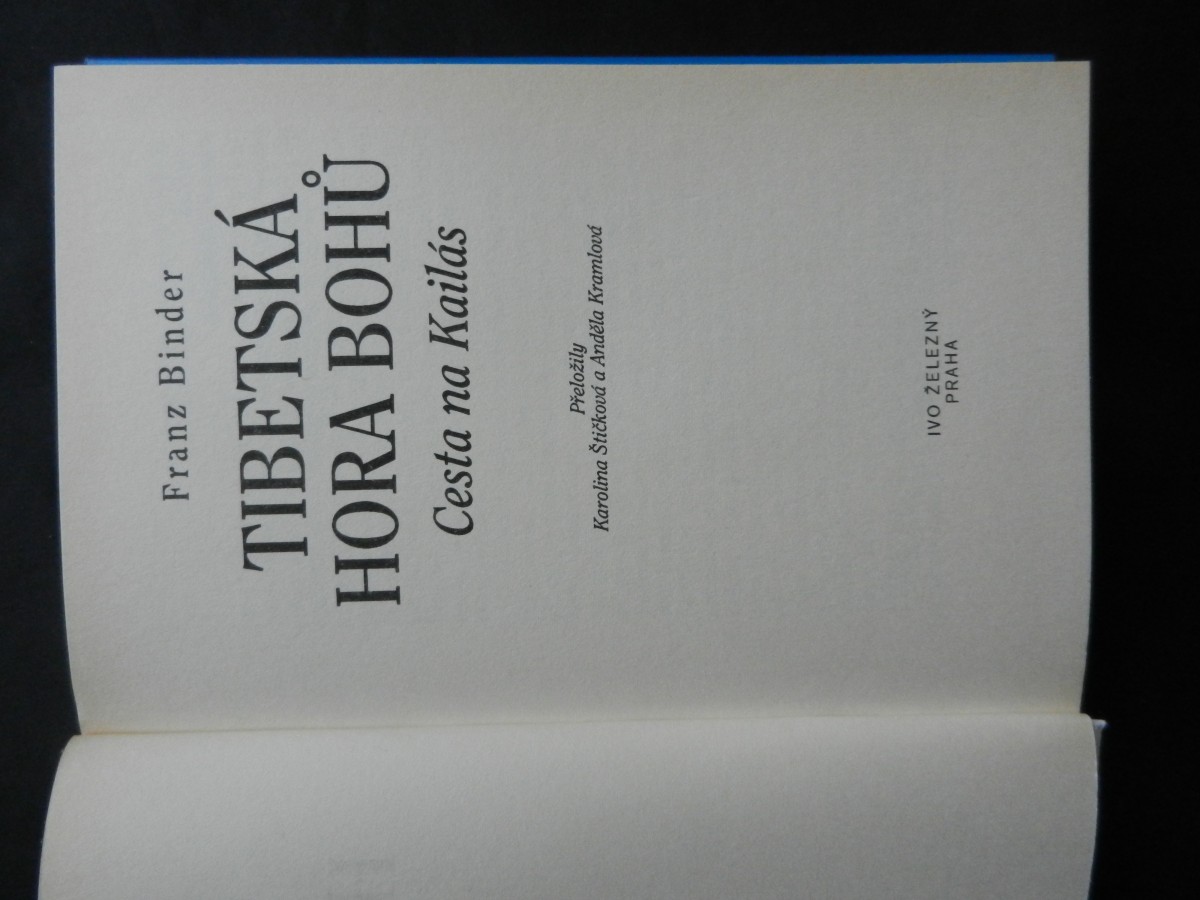 Franz Binder
TIBETSKÁ
HORA BOHŮ
Cesta na Kailás
Přeložily
Karolina Štičková a Anděla Kramlová
IVO ŽELEZNÝ
PRAHA